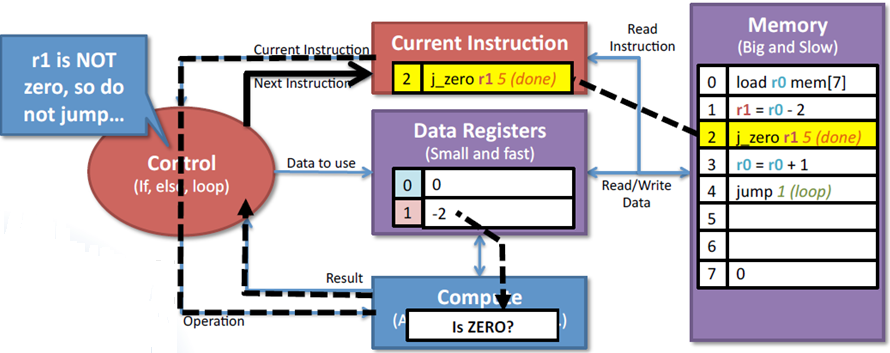 r1 is NOT
zero, so do
not jump…
Current Instruction
Next Instruction
Control
(If, else, loop)
Data to use
Result
Operation
Current Instruction
2 j_zero r1 5 (done)
Data Registers
(Small and fast)
0 0
1 -2
Compute
(A
.)
Is ZERO?
Read
Instruction
Read/Write
Data
Memory
(Big and Slow)
0 load r0 mem[7]
1 r1 = r0 - 2
2 j_zero r1 5 (done)
3 r0 = r0 + 1
4 jump 1 (loop)
5
6
7 0